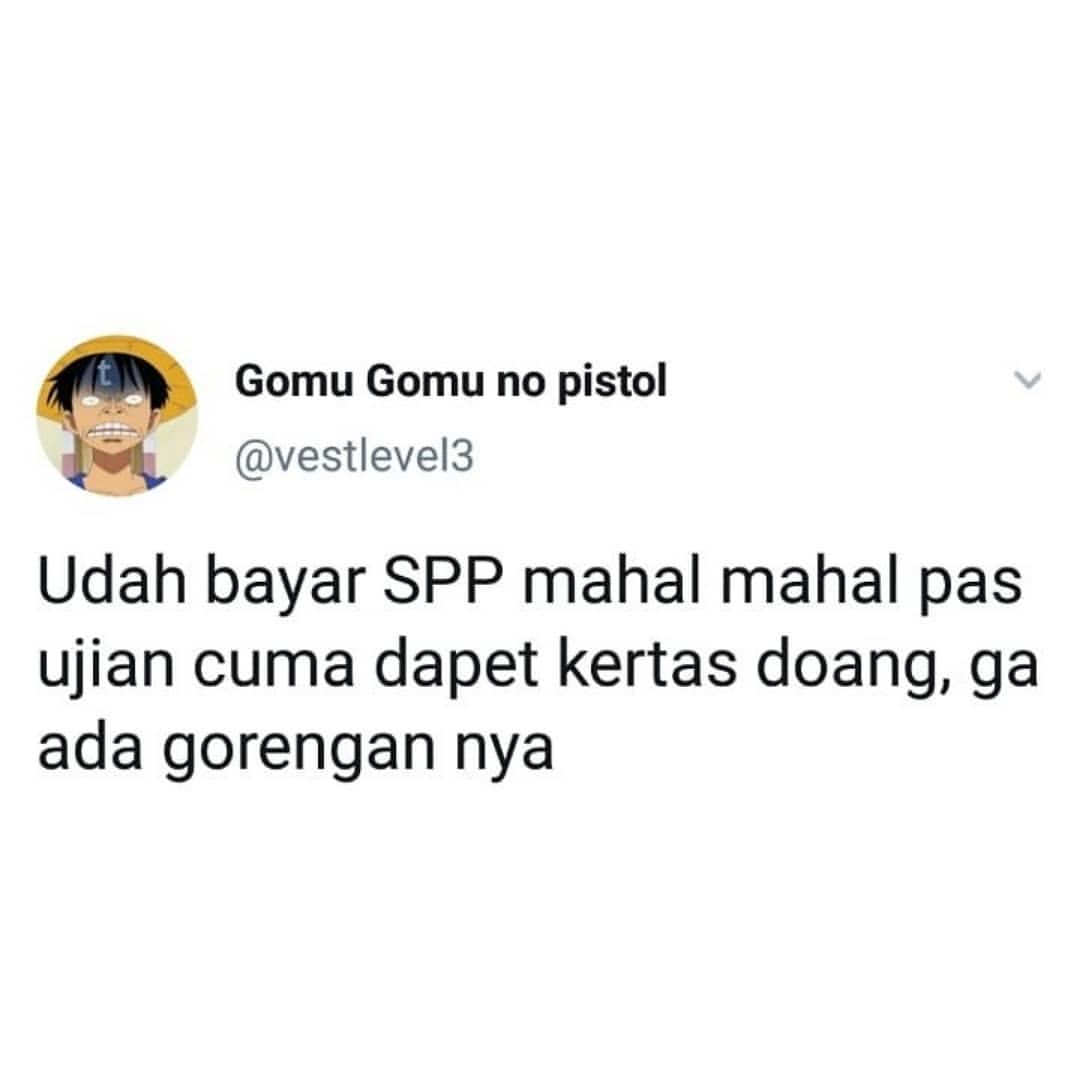 Gomu Gomu no pistol
@vestlevel3
Udah bayar SPP mahal mahal pas
ujian cuma dapet kertas doang, ga
ada gorengan nya